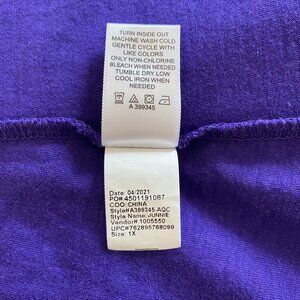 TURN INSIDE OUT
MACHINE WASH COLD
GENTLE CYCLE WITH
LIKE COLORS
ONLY NON-CHLORINE
BLEACH WHEN NEEDED
TUMBLE DRY LOW
COOL IRON WHEN
NEEDED
A 399345
Date: 04/2021
PO# 4501191087
COO: CHINA
Style#A399345.AQC
Style Name: JUNNIE
Vendor# 1005550
UPC#762895768099
Size: 1X